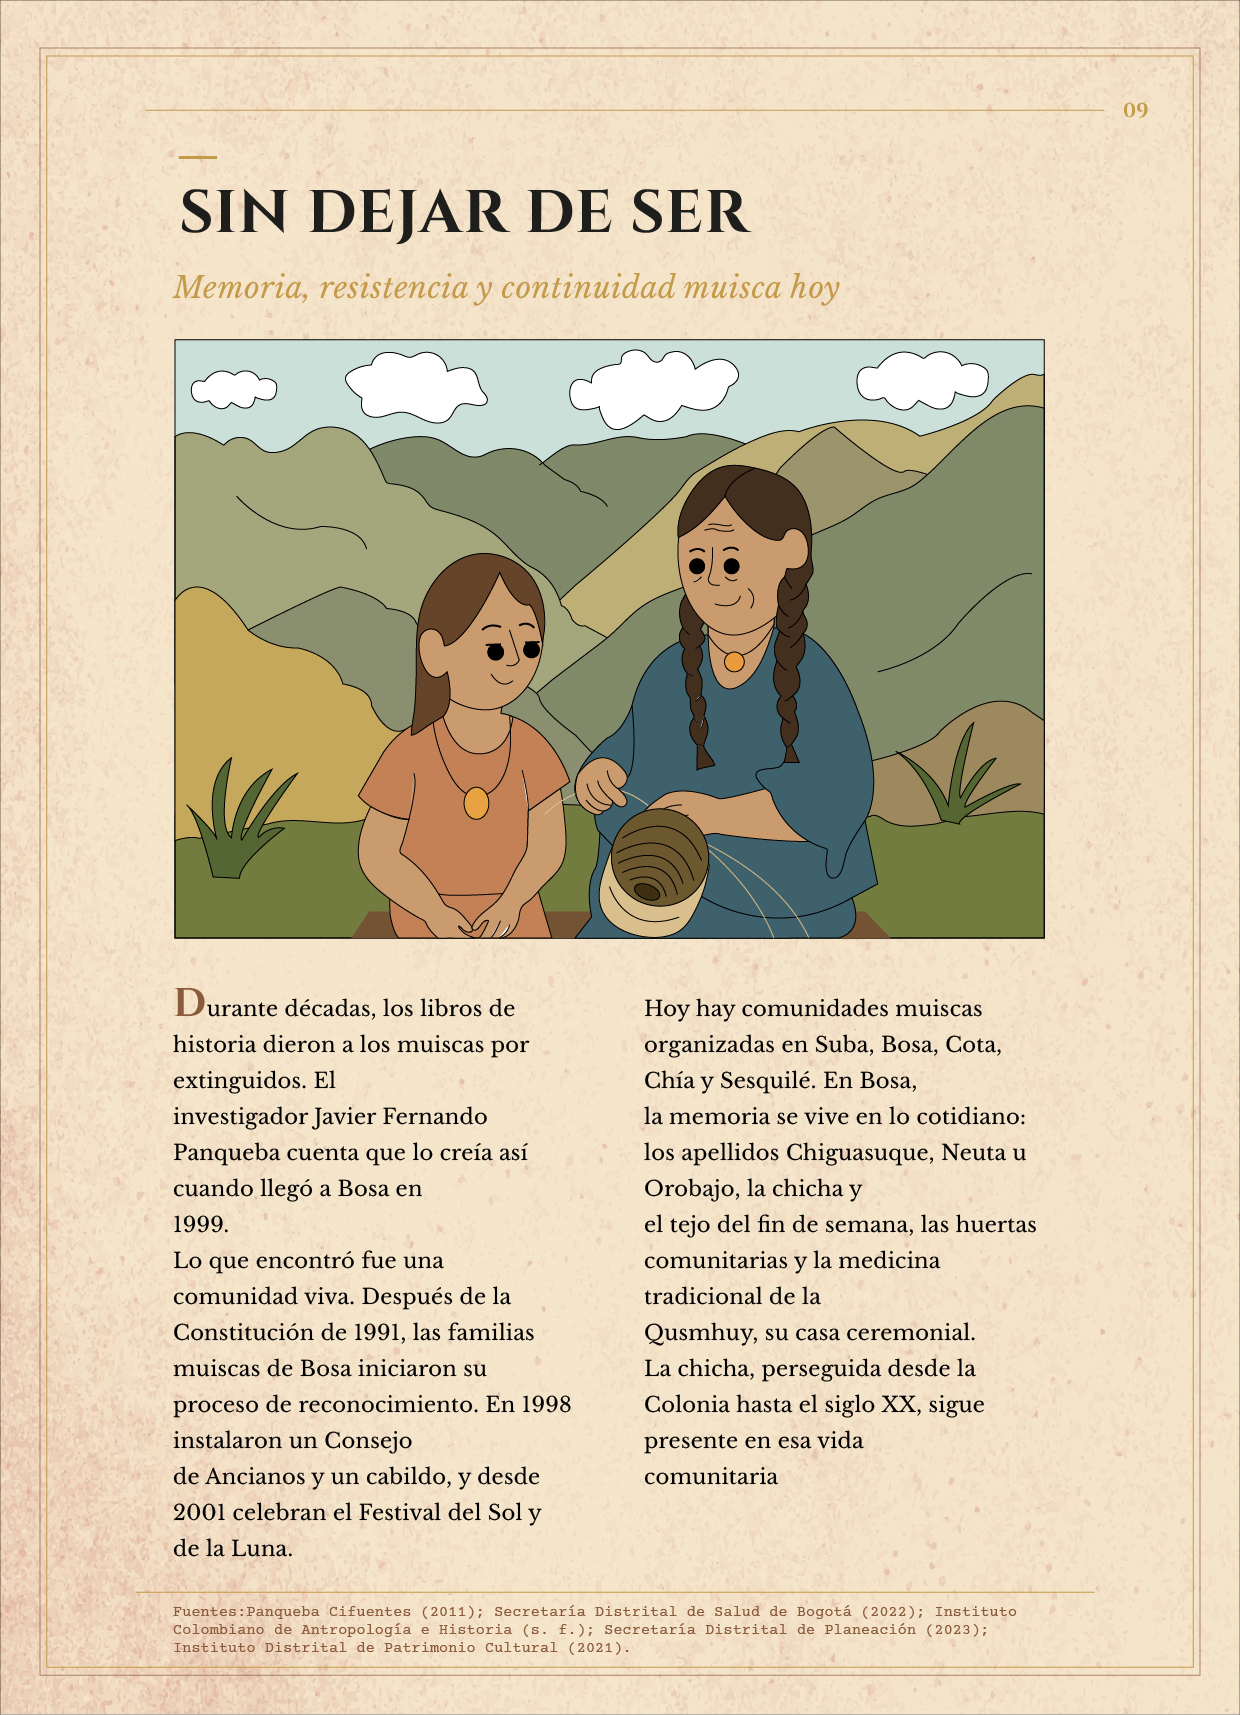 09
SIN DEJAR DE SER
Memoria, resistencia y continuidad muisca hoy
Durante décadas, los libros de
historia dieron a los muiscas por
extinguidos. El
investigador Javier Fernando
Panqueba cuenta que lo creía así
cuando llegó a Bosa en
1999.
Lo que encontró fue una
comunidad viva. Después de la
Constitución de 1991, las familias
muiscas de Bosa iniciaron su
proceso de reconocimiento. En 1998
instalaron un Consejo
de Ancianos y un cabildo, y desde
2001 celebran el Festival del Sol y
de la Luna.
Hoy hay comunidades muiscas
organizadas en Suba, Bosa, Cota,
Chía y Sesquilé. En Bosa,
la memoria se vive en lo cotidiano:
los apellidos Chiguasuque, Neuta u
Orobajo, la chicha y
el tejo del fin de semana, las huertas
comunitarias y la medicina
tradicional de la
Qusmhuy, su casa ceremonial.
La chicha, perseguida desde la
Colonia hasta el siglo XX, sigue
presente en esa vida
comunitaria
Fuentes:Panqueba Cifuentes (2011); Secretaría Distrital de Salud de Bogotá (2022); Instituto
Colombiano de Antropología e Historia (s. f.); Secretaría Distrital de Planeación (2023);
Instituto Distrital de Patrimonio Cultural (2021).